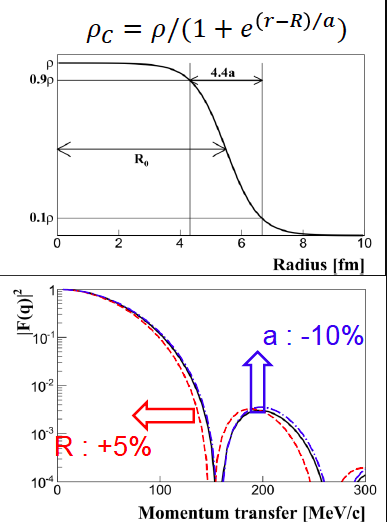 ρ_C = ρ/(1 + e^{(r−R)/a})
ρ
0.9ρ
4.4a
R₀
0.1ρ
0 2 4 6 8 10
Radius [fm]
|F(q)|²
1
10⁻¹
10⁻²
10⁻³
10⁻⁴
a : -10%
R : +5%
0 100 200 300
Momentum transfer [MeV/c]